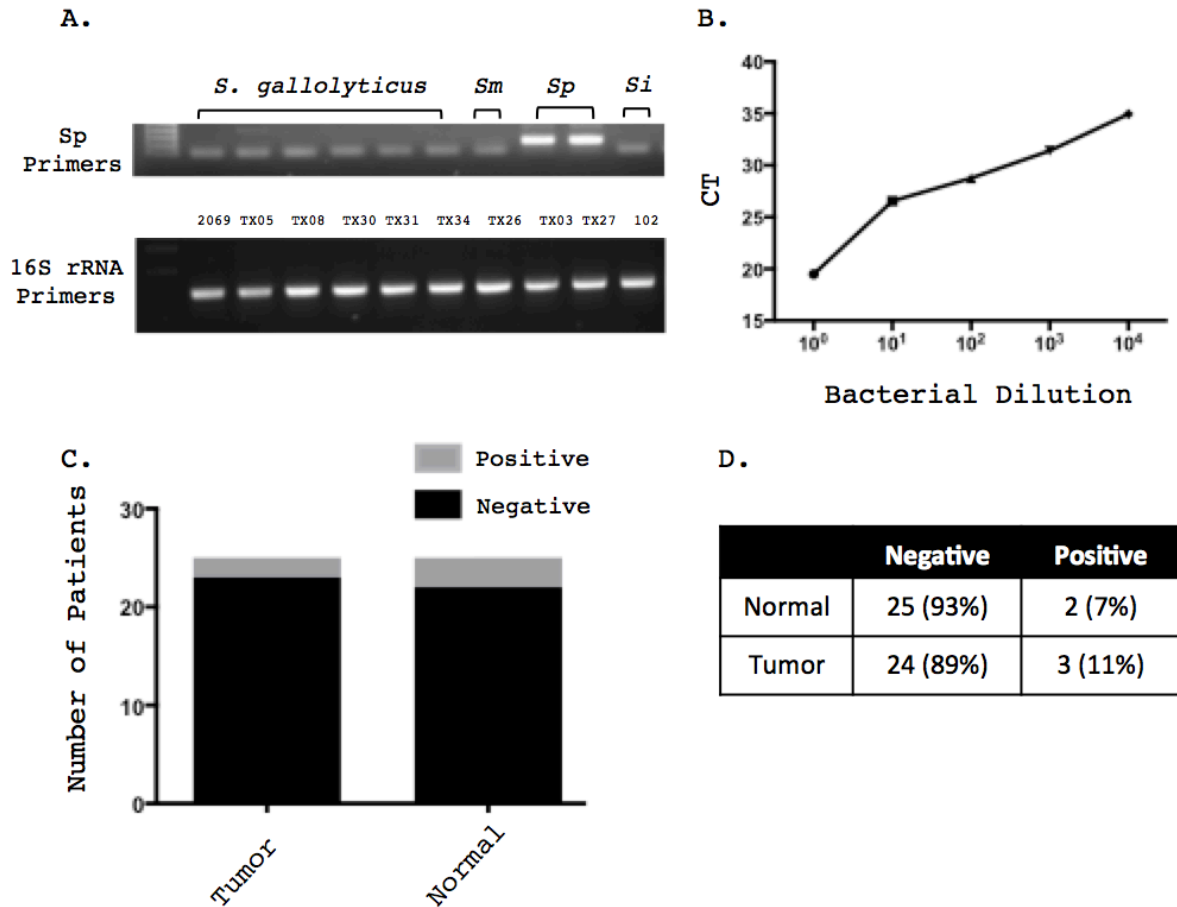 A.
S. gallolyticus Sm Sp Si
Sp
Primers
2069 TX05 TX08 TX30 TX31 TX34 TX26 TX03 TX27 102
16S rRNA
Primers
B.
CT
40
35
30
25
20
15
10⁰ 10¹ 10² 10³ 10⁴
Bacterial Dilution
C.
Positive
Negative
Number of Patients
30
20
10
0
Tumor Normal
D.
Negative Positive
Normal 25 (93%) 2 (7%)
Tumor 24 (89%) 3 (11%)